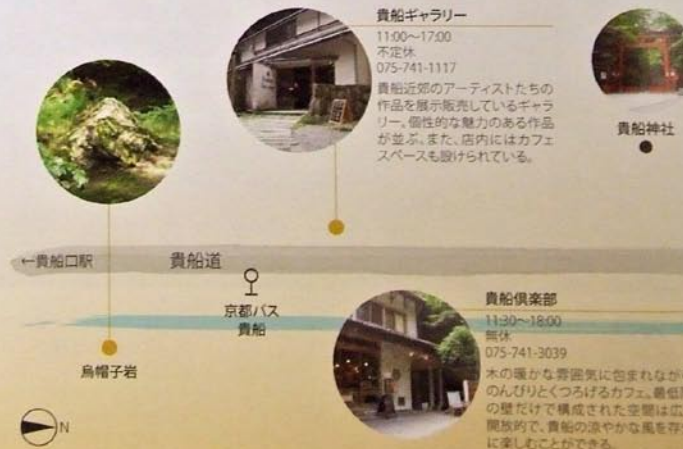 貴船ギャラリー
11:00〜17:00
不定休
075-741-1117
貴船近郊のアーティストたちの
作品を展示販売しているギャラ
リー。個性的な魅力のある作品
が並ぶ。また、店内にはカフェ
スペースも設けられている。
貴船神社
←貴船口駅
貴船道
京都バス
貴船
烏帽子岩
貴船倶楽部
11:30〜18:00
無休
075-741-3039
木の暖かな雰囲気に包まれなが
のんびりとくつろげるカフェ。最低
の壁だけで構成された空間は広
開放的で、貴船の涼やかな風を存
に楽しむことができる。
N